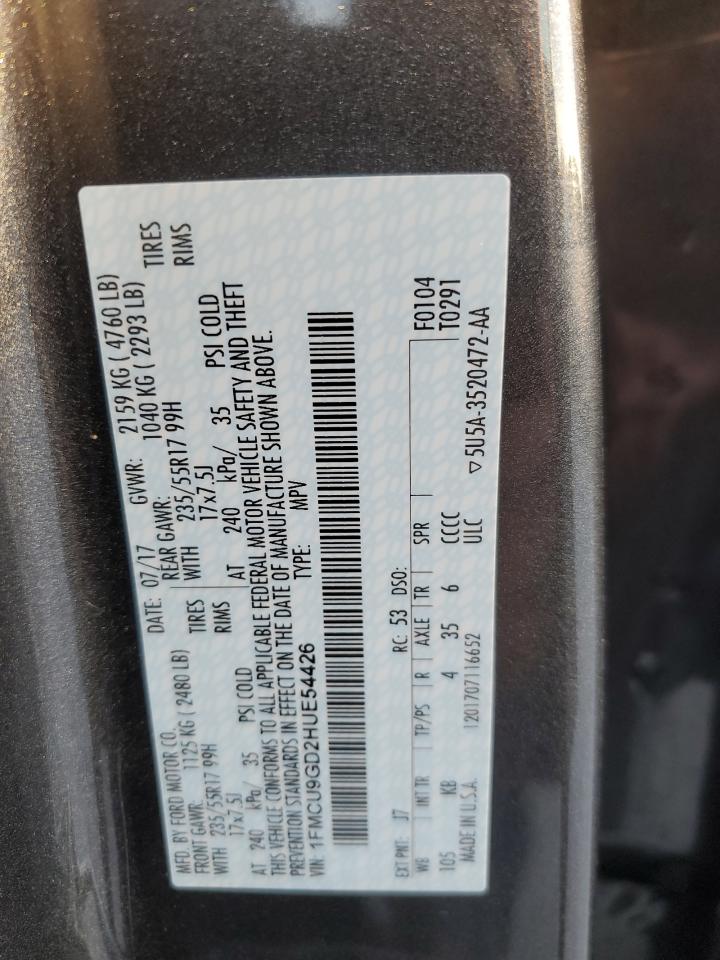 MFD. BY FORD MOTOR CO. DATE: 07/17 GVWR: 2159 KG ( 4760 LB)
FRONT GAWR: 1125 KG ( 2480 LB) REAR GAWR: 1040 KG ( 2293 LB)
WITH 235/55R17 99H TIRES WITH 235/55R17 99H TIRES
17x7.5J RIMS 17x7.5J RIMS
AT 240 kPa/ 35 PSI COLD AT 240 kPa/ 35 PSI COLD
THIS VEHICLE CONFORMS TO ALL APPLICABLE FEDERAL MOTOR VEHICLE SAFETY AND THEFT
PREVENTION STANDARDS IN EFFECT ON THE DATE OF MANUFACTURE SHOWN ABOVE.
VIN: 1FMCU9GD2HUE54426 TYPE: MPV
EXT PNT: J7 RC: 53 DSO: F0104
WB INT TR TP/PS R AXLE TR SPR T0291
105 KB 4 35 6 CCCC
MADE IN U.S.A. 1201707116652 ULC ▽5U5A-3520472-AA